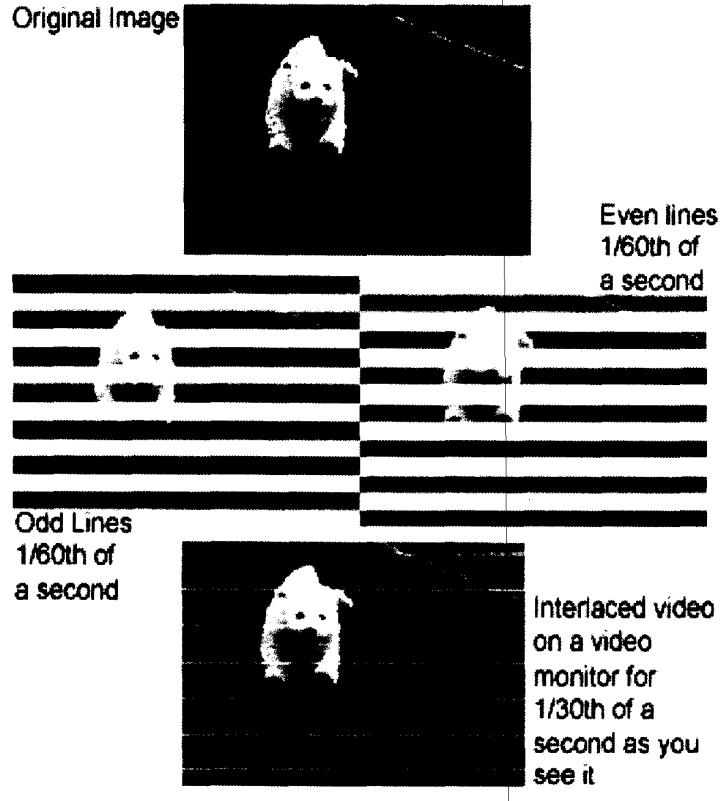 Original Image
Even lines
1/60th of
a second
Odd Lines
1/60th of
a second
Interlaced video
on a video
monitor for
1/30th of a
second as you
see it